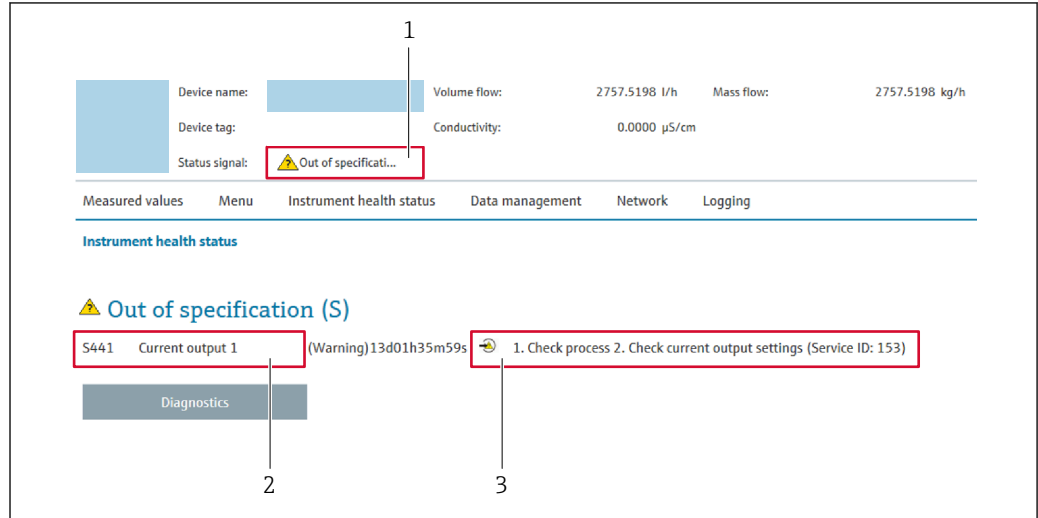 1
Device name: Volume flow: 2757.5198 l/h Mass flow: 2757.5198 kg/h
Device tag: Conductivity: 0.0000 µS/cm
Status signal: Out of specificati...
Measured values Menu Instrument health status Data management Network Logging
Instrument health status
Out of specification (S)
S441 Current output 1 (Warning)13d01h35m59s 1. Check process 2. Check current output settings (Service ID: 153)
Diagnostics
2 3